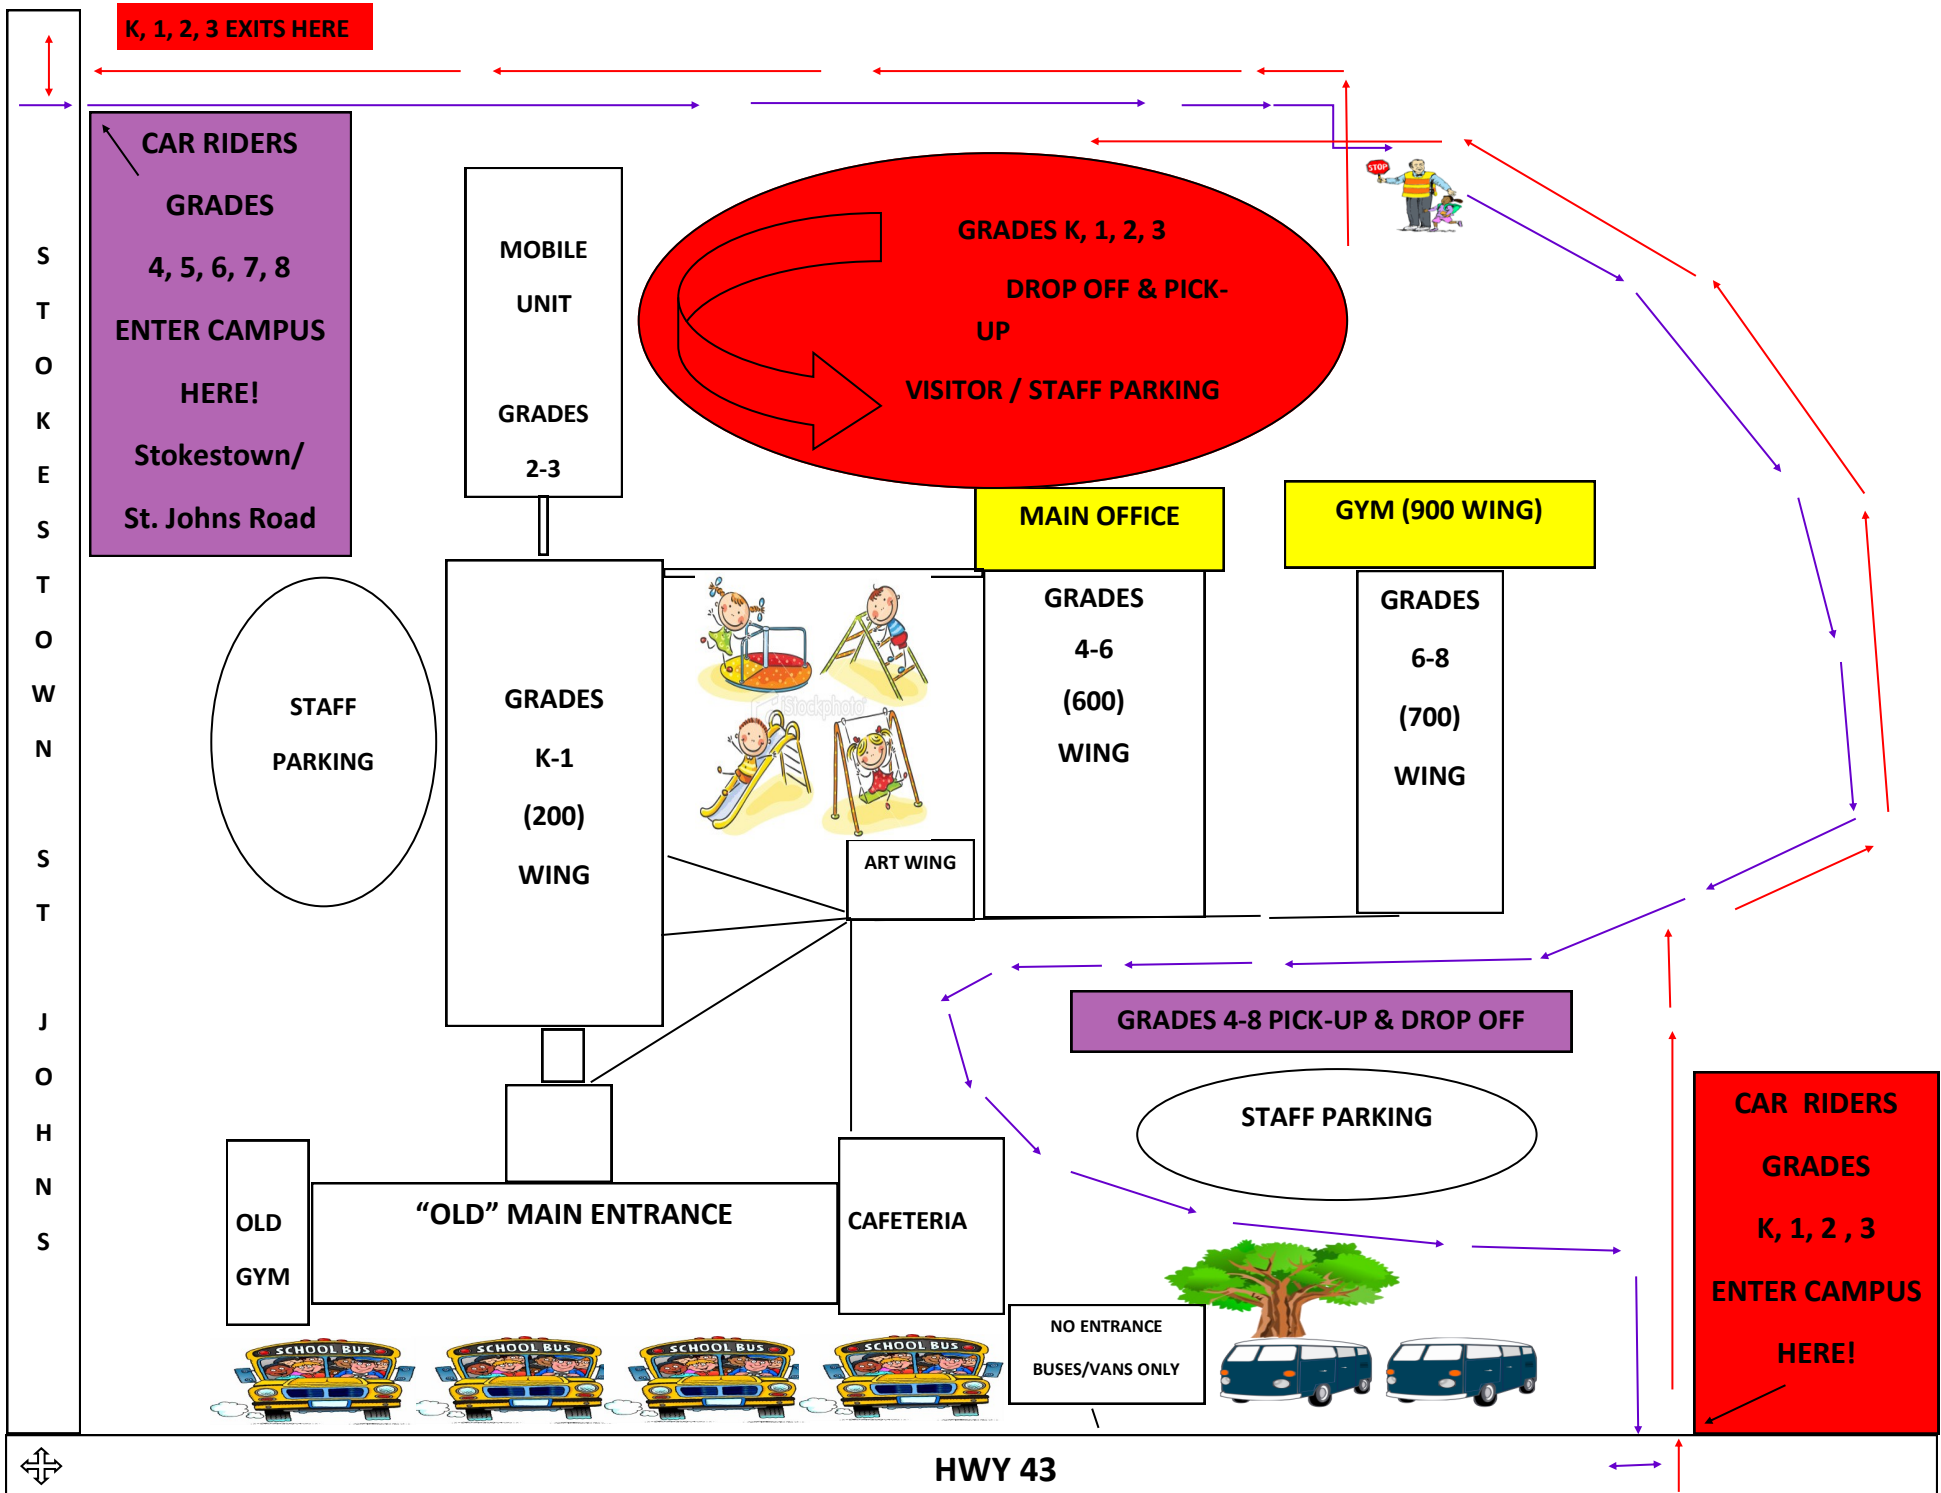 K, 1, 2, 3 EXITS HERE
STOKESTOWN ST JOHNS
CAR RIDERS
GRADES
4, 5, 6, 7, 8
ENTER CAMPUS
HERE!
Stokestown/
St. Johns Road
MOBILE
UNIT
GRADES
2-3
GRADES K, 1, 2, 3
DROP OFF & PICK-
UP
VISITOR / STAFF PARKING
STOP
MAIN OFFICE
GYM (900 WING)
STAFF
PARKING
GRADES
K-1
(200)
WING
iStockphoto
GRADES
4-6
(600)
WING
GRADES
6-8
(700)
WING
ART WING
GRADES 4-8 PICK-UP & DROP OFF
STAFF PARKING
CAR RIDERS
GRADES
K, 1, 2 , 3
ENTER CAMPUS
HERE!
OLD
GYM
“OLD” MAIN ENTRANCE
CAFETERIA
NO ENTRANCE
BUSES/VANS ONLY
SCHOOL BUS
SCHOOL BUS
SCHOOL BUS
SCHOOL BUS
HWY 43